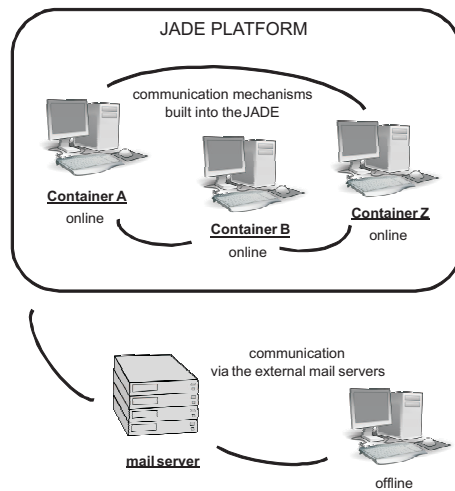 JADE PLATFORM
communication mechanisms
built into the JADE
Container A
online
Container B
online
Container Z
online
communication
via the external mail servers
mail server
offline